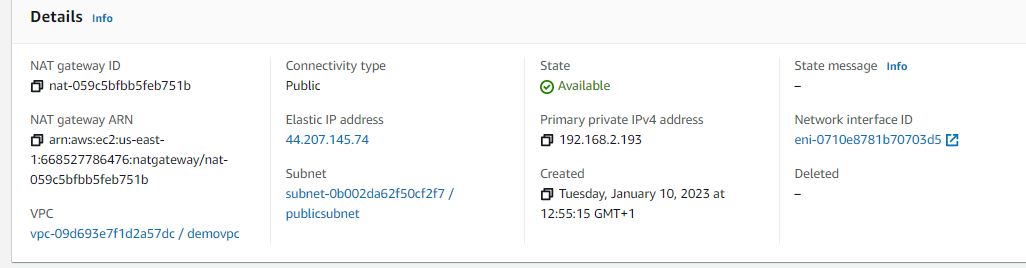 Details Info
NAT gateway ID
nat-059c5bfbb5feb751b
NAT gateway ARN
arn:aws:ec2:us-east-
1:668527786476:natgateway/nat-
059c5bfbb5feb751b
VPC
vpc-09d693e7f1d2a57dc / demovpc
Connectivity type
Public
Elastic IP address
44.207.145.74
Subnet
subnet-0b002da62f50cf2f7 /
publicsubnet
State
Available
Primary private IPv4 address
192.168.2.193
Created
Tuesday, January 10, 2023 at
12:55:15 GMT+1
State message Info
–
Network interface ID
eni-0710e8781b70703d5
Deleted
–